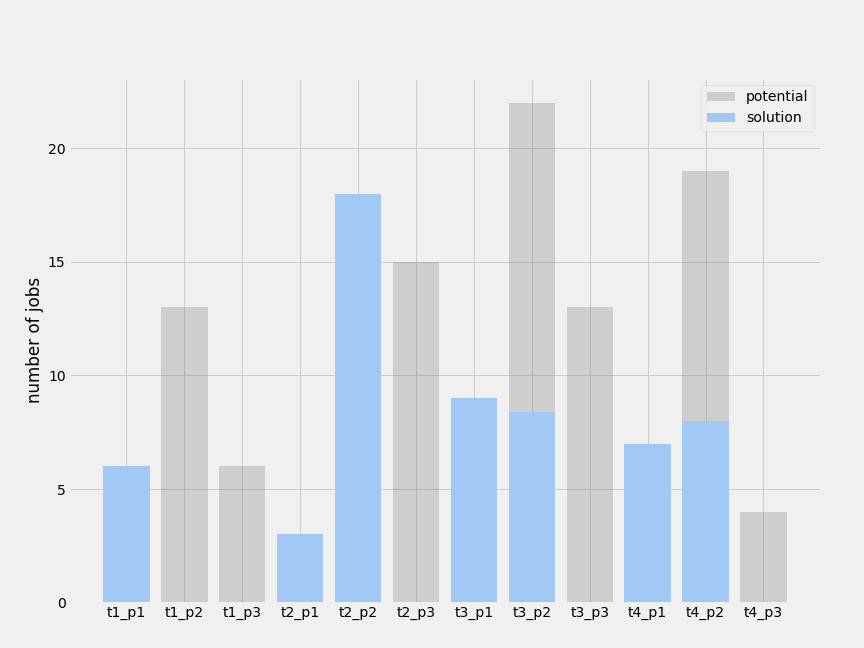 potential
solution
number of jobs
20
15
10
5
0
t1_p1 t1_p2 t1_p3 t2_p1 t2_p2 t2_p3 t3_p1 t3_p2 t3_p3 t4_p1 t4_p2 t4_p3